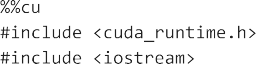 %%cu
#include <cuda_runtime.h>
#include <iostream>